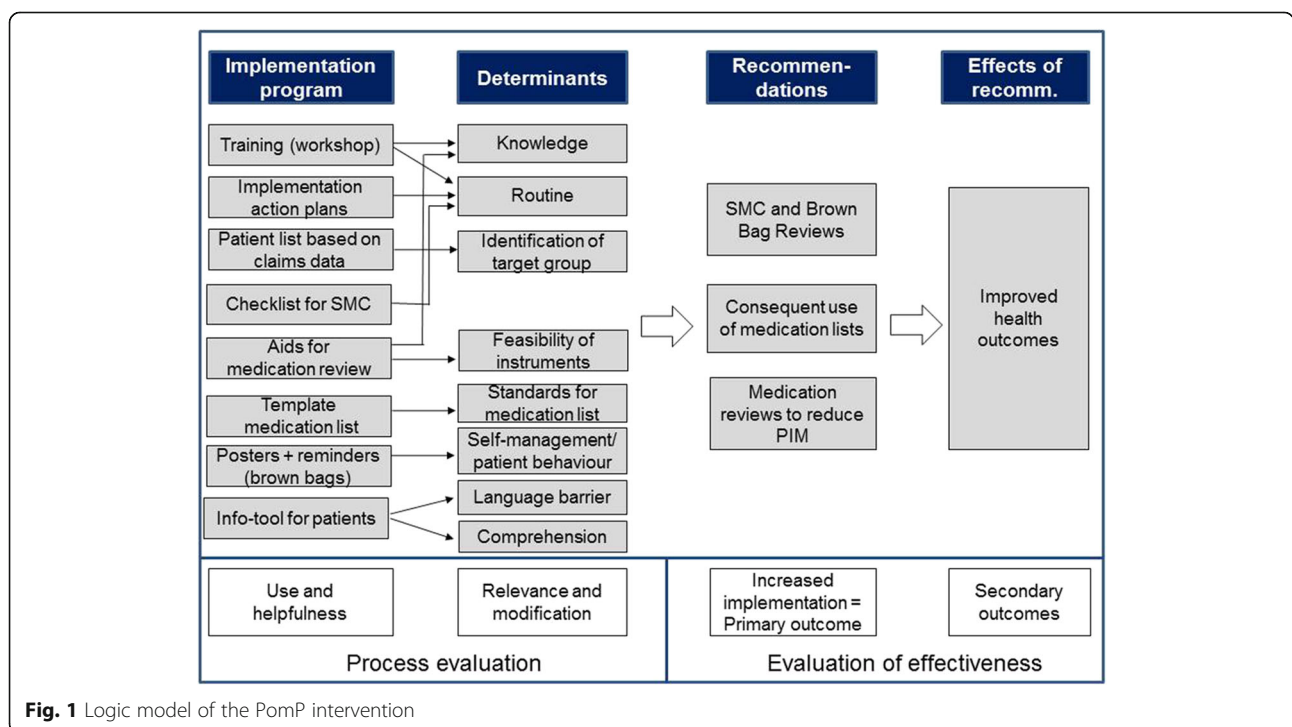 Implementation
program
Determinants
Recommen-
dations
Effects of
recomm.
Training (workshop)
Implementation
action plans
Patient list based on
claims data
Checklist for SMC
Aids for
medication review
Template
medication list
Posters + reminders
(brown bags)
Info-tool for patients
Knowledge
Routine
Identification of
target group
Feasibility of
instruments
Standards for
medication list
Self-management/
patient behaviour
Language barrier
Comprehension
SMC and Brown
Bag Reviews
Consequent use
of medication lists
Medication
reviews to reduce
PIM
Improved
health
outcomes
Use and
helpfulness
Relevance and
modification
Increased
implementation =
Primary outcome
Secondary
outcomes
Process evaluation
Evaluation of effectiveness
Fig. 1 Logic model of the PomP intervention